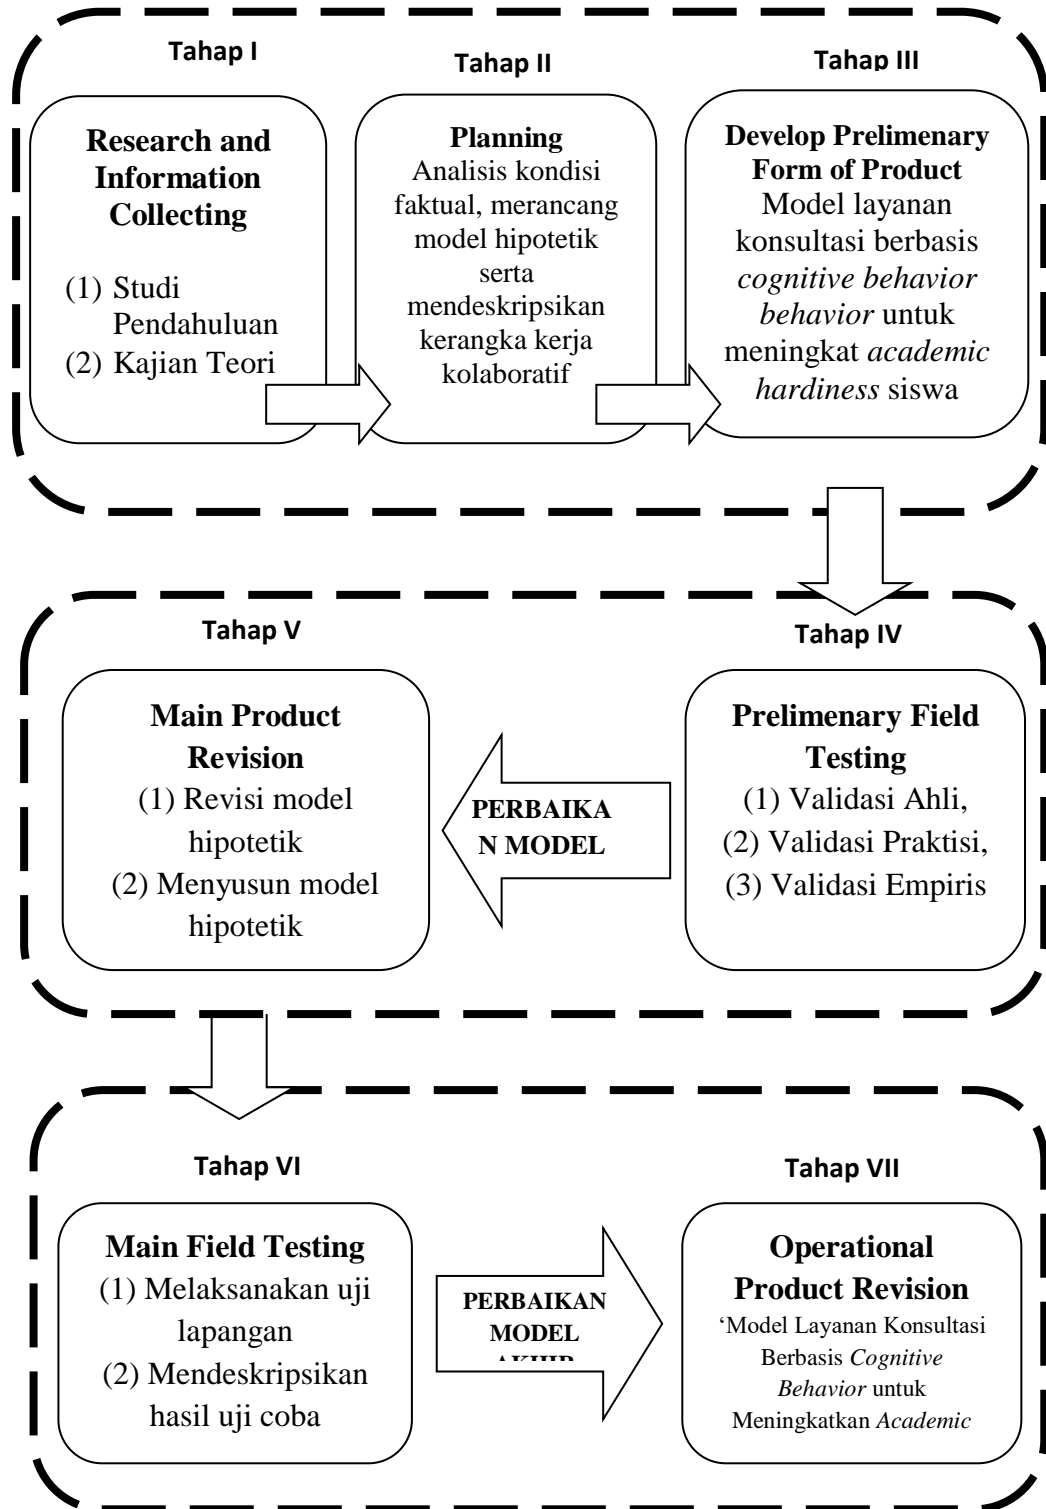 Tahap I
Research and
Information
Collecting
(1) Studi
Pendahuluan
(2) Kajian Teori
Tahap II
Planning
Analisis kondisi
faktual, merancang
model hipotetik
serta
mendeskripsikan
kerangka kerja
kolaboratif
Tahap III
Develop Prelimenary
Form of Product
Model layanan
konsultasi berbasis
cognitive behavior
behavior untuk
meningkat academic
hardiness siswa
Tahap IV
Prelimenary Field
Testing
(1) Validasi Ahli,
(2) Validasi Praktisi,
(3) Validasi Empiris
PERBAIKA
N MODEL
Tahap V
Main Product
Revision
(1) Revisi model
hipotetik
(2) Menyusun model
hipotetik
Tahap VI
Main Field Testing
(1) Melaksanakan uji
lapangan
(2) Mendeskripsikan
hasil uji coba
PERBAIKAN
MODEL
AKHIR
Tahap VII
Operational
Product Revision
‘Model Layanan Konsultasi
Berbasis Cognitive
Behavior untuk
Meningkatkan Academic